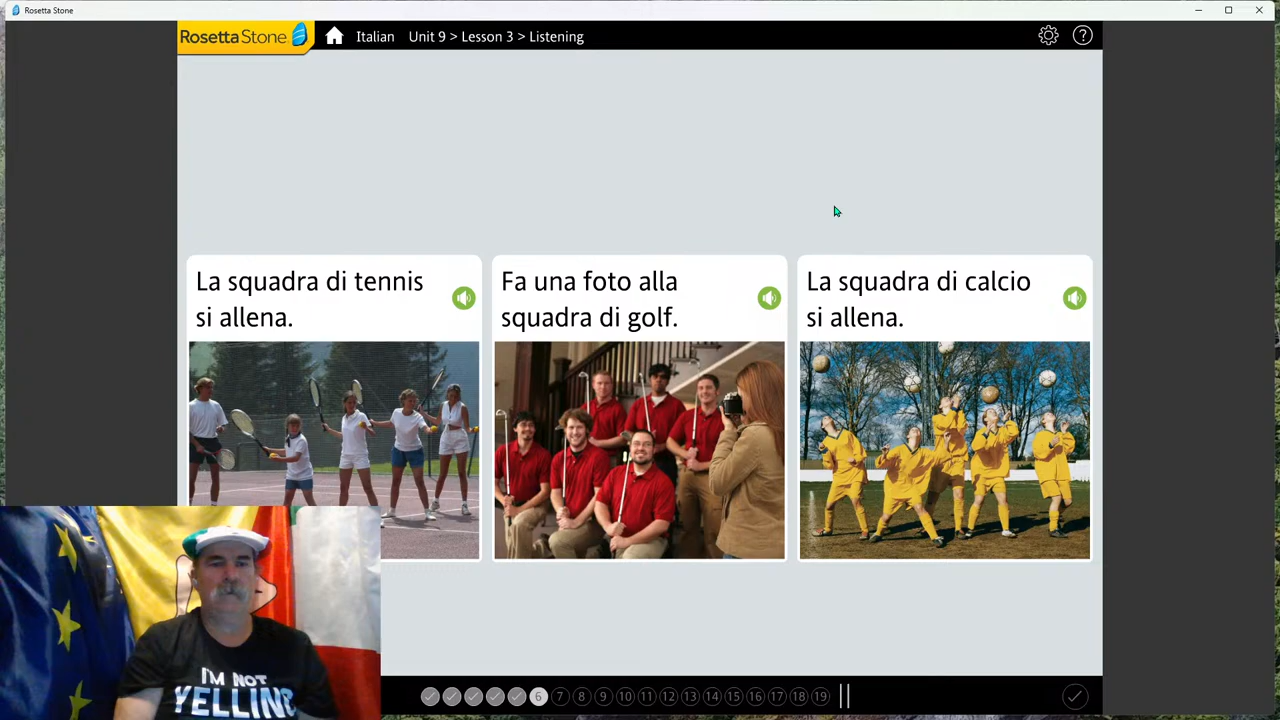 Rosetta Stone
RosettaStone Italian Unit 9 > Lesson 3 > Listening
La squadra di tennis
si allena.
Fa una foto alla
squadra di golf.
La squadra di calcio
si allena.
I'M NOT
YELLING
6 7 8 9 10 11 12 13 14 15 16 17 18 19